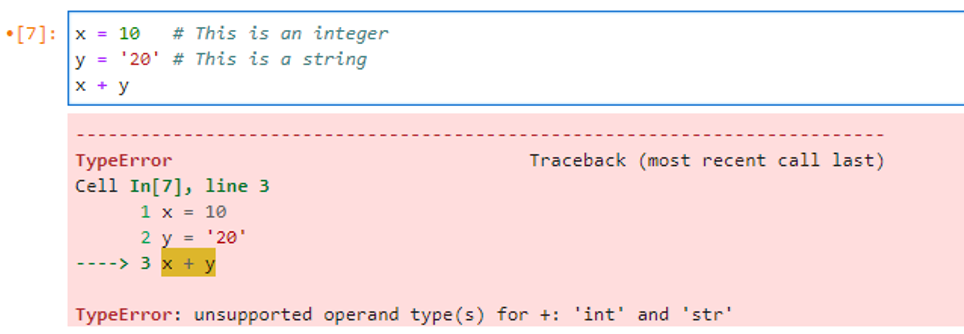 •[7]: x = 10   # This is an integer
y = '20' # This is a string
x + y
---------------------------------------------------------------------------
TypeError                                 Traceback (most recent call last)
Cell In[7], line 3
      1 x = 10
      2 y = '20'
----> 3 x + y
TypeError: unsupported operand type(s) for +: 'int' and 'str'